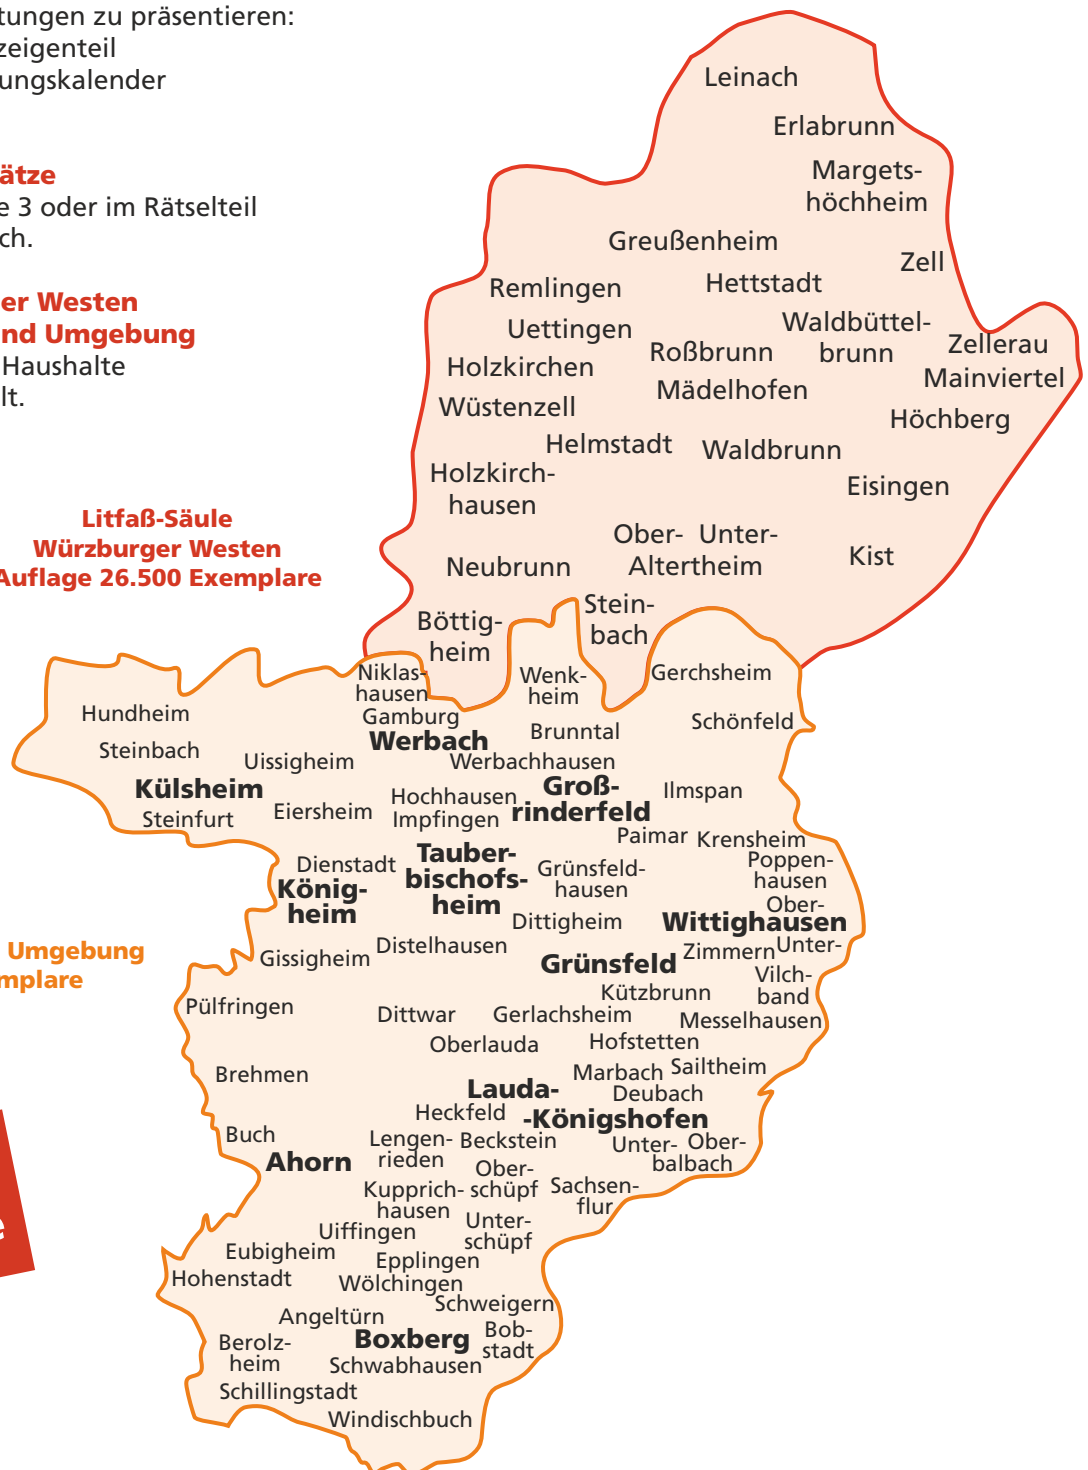 tungen zu präsentieren:
zeigenteil
ungskalender
ätze
e 3 oder im Rätselteil
ch.
er Westen
nd Umgebung
Haushalte
lt.
Litfaß-Säule
Würzburger Westen
Auflage 26.500 Exemplare
Umgebung
mplare
e
Leinach
Erlabrunn
Margets-
höchheim
Greußenheim
Zell
Remlingen
Hettstadt
Uettingen
Waldbüttel-
brunn
Roßbrunn
Zellerau
Mainviertel
Holzkirchen
Mädelhofen
Wüstenzell
Höchberg
Helmstadt
Waldbrunn
Holzkirch-
hausen
Eisingen
Ober- Unter-
Altertheim
Kist
Neubrunn
Stein-
bach
Böttig-
heim
Niklas-
hausen
Wenk-
heim
Gerchsheim
Gamburg
Hundheim
Schönfeld
Brunntal
Werbach
Steinbach
Uissigheim
Werbachhausen
Külsheim
Groß-
rinderfeld
Ilmspan
Hochhausen
Eiersheim
Impfingen
Steinfurt
Paimar
Krensheim
Tauber-
bischofs-
heim
Dienstadt
Grünsfeld-
hausen
Poppen-
hausen
König-
heim
Ober-
Wittighausen
Unter-
Dittigheim
Distelhausen
Gissigheim
Zimmern
Grünsfeld
Vilch-
band
Kützbrunn
Pülfringen
Dittwar
Gerlachsheim
Messelhausen
Oberlauda
Hofstetten
Brehmen
Marbach
Sailtheim
Lauda-
-Königshofen
Deubach
Heckfeld
Buch
Lengen-
rieden
Beckstein
Unter- Ober-
balbach
Ahorn
Ober-
schüpf
Kupprich-
hausen
Sachsen-
flur
Uiffingen
Unter-
schüpf
Eubigheim
Epplingen
Hohenstadt
Wölchingen
Schweigern
Angeltürn
Boxberg
Bob-
stadt
Berolz-
heim
Schwabhausen
Schillingstadt
Windischbuch